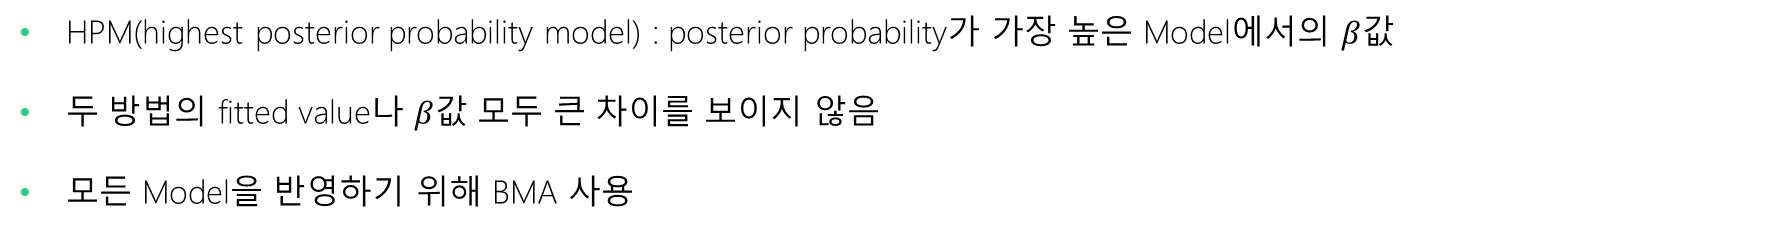 • HPM(highest posterior probability model) : posterior probability가 가장 높은 Model에서의 β값
• 두 방법의 fitted value나 β값 모두 큰 차이를 보이지 않음
• 모든 Model을 반영하기 위해 BMA 사용